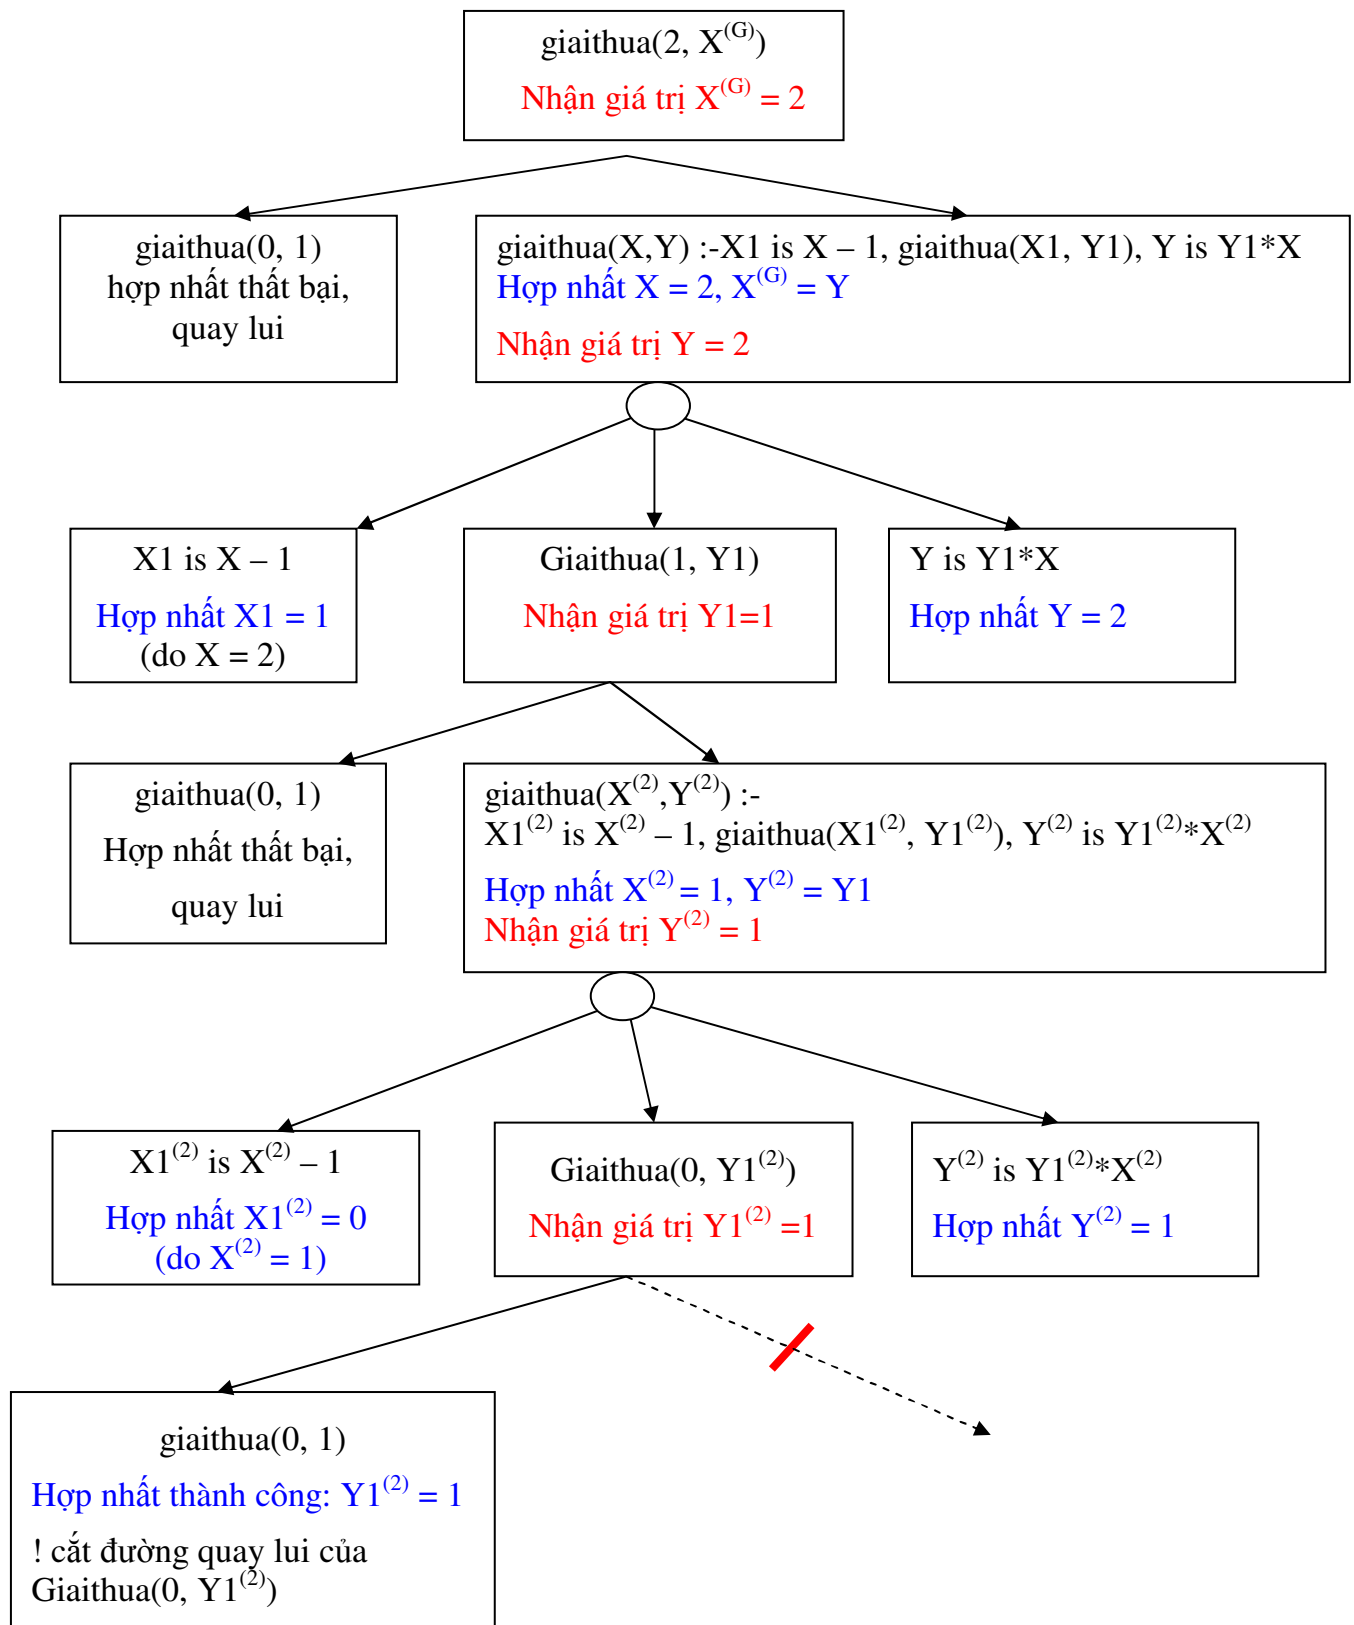 giaithua(2, X⁽ᴳ⁾)
Nhận giá trị X⁽ᴳ⁾ = 2
giaithua(0, 1)
hợp nhất thất bại,
quay lui
giaithua(X,Y) :-X1 is X – 1, giaithua(X1, Y1), Y is Y1*X
Hợp nhất X = 2, X⁽ᴳ⁾ = Y
Nhận giá trị Y = 2
X1 is X – 1
Hợp nhất X1 = 1
(do X = 2)
Giaithua(1, Y1)
Nhận giá trị Y1=1
Y is Y1*X
Hợp nhất Y = 2
giaithua(0, 1)
Hợp nhất thất bại,
quay lui
giaithua(X⁽²⁾,Y⁽²⁾) :-
X1⁽²⁾ is X⁽²⁾ – 1, giaithua(X1⁽²⁾, Y1⁽²⁾), Y⁽²⁾ is Y1⁽²⁾*X⁽²⁾
Hợp nhất X⁽²⁾ = 1, Y⁽²⁾ = Y1
Nhận giá trị Y⁽²⁾ = 1
X1⁽²⁾ is X⁽²⁾ – 1
Hợp nhất X1⁽²⁾ = 0
(do X⁽²⁾ = 1)
Giaithua(0, Y1⁽²⁾)
Nhận giá trị Y1⁽²⁾ =1
Y⁽²⁾ is Y1⁽²⁾*X⁽²⁾
Hợp nhất Y⁽²⁾ = 1
giaithua(0, 1)
Hợp nhất thành công: Y1⁽²⁾ = 1
! cắt đường quay lui của
Giaithua(0, Y1⁽²⁾)